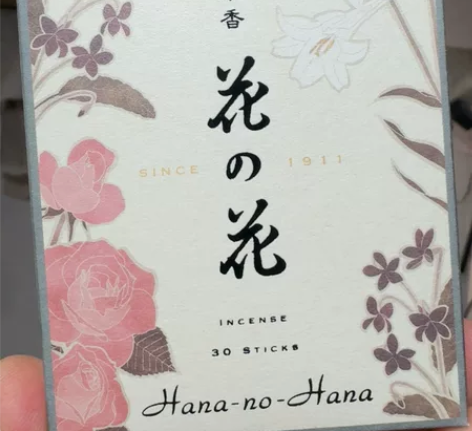 香
花の花
SINCE 1911
INCENSE
30 STICKS
Hana-no-Hana